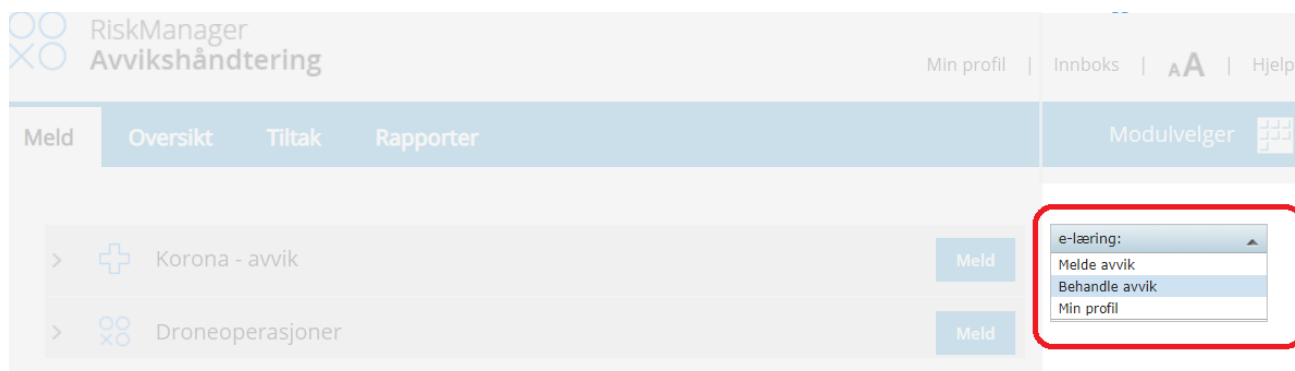 RiskManager
Avvikshåndtering
Min profil | Innboks | AA | Hjelp
Meld Oversikt Tiltak Rapporter Modulvelger
Korona - avvik Meld
Droneoperasjoner Meld
e-læring:
Melde avvik
Behandle avvik
Min profil